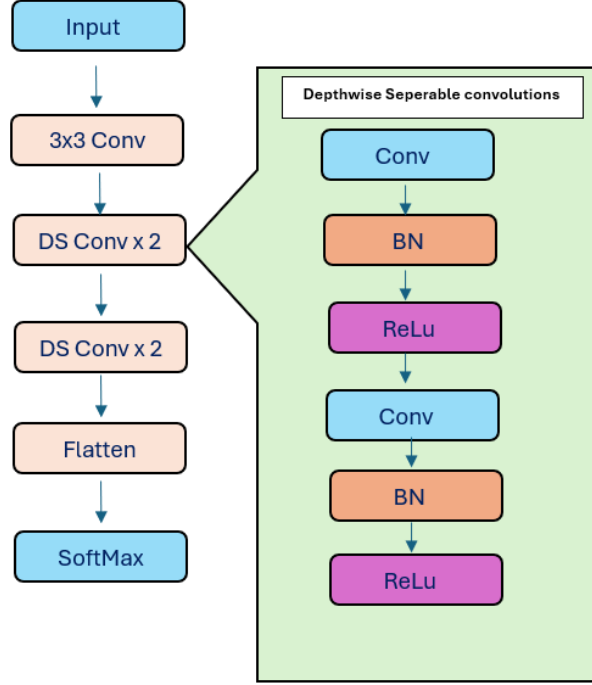 Input
3x3 Conv
DS Conv x 2
DS Conv x 2
Flatten
SoftMax
Depthwise Seperable convolutions
Conv
BN
ReLu
Conv
BN
ReLu